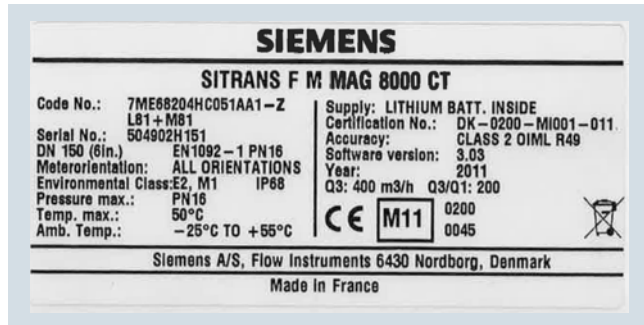 SIEMENS
SITRANS F M MAG 8000 CT
Code No.: 7ME68204HC051AA1-Z
L81+M81
Serial No.: 504902H151
DN 150 (6in.) EN1092-1 PN16
Meterorientation: ALL ORIENTATIONS
Environmental Class:E2, M1 IP68
Pressure max.: PN16
Temp. max.: 50°C
Amb. Temp.: -25°C TO +55°C
Supply: LITHIUM BATT. INSIDE
Certification No.: DK-0200-MI001-011
Accuracy: CLASS 2 OIML R49
Software version: 3.03
Year: 2011
Q3: 400 m3/h Q3/Q1: 200
CE M11 0200
0045
Siemens A/S, Flow Instruments 6430 Nordborg, Denmark
Made in France